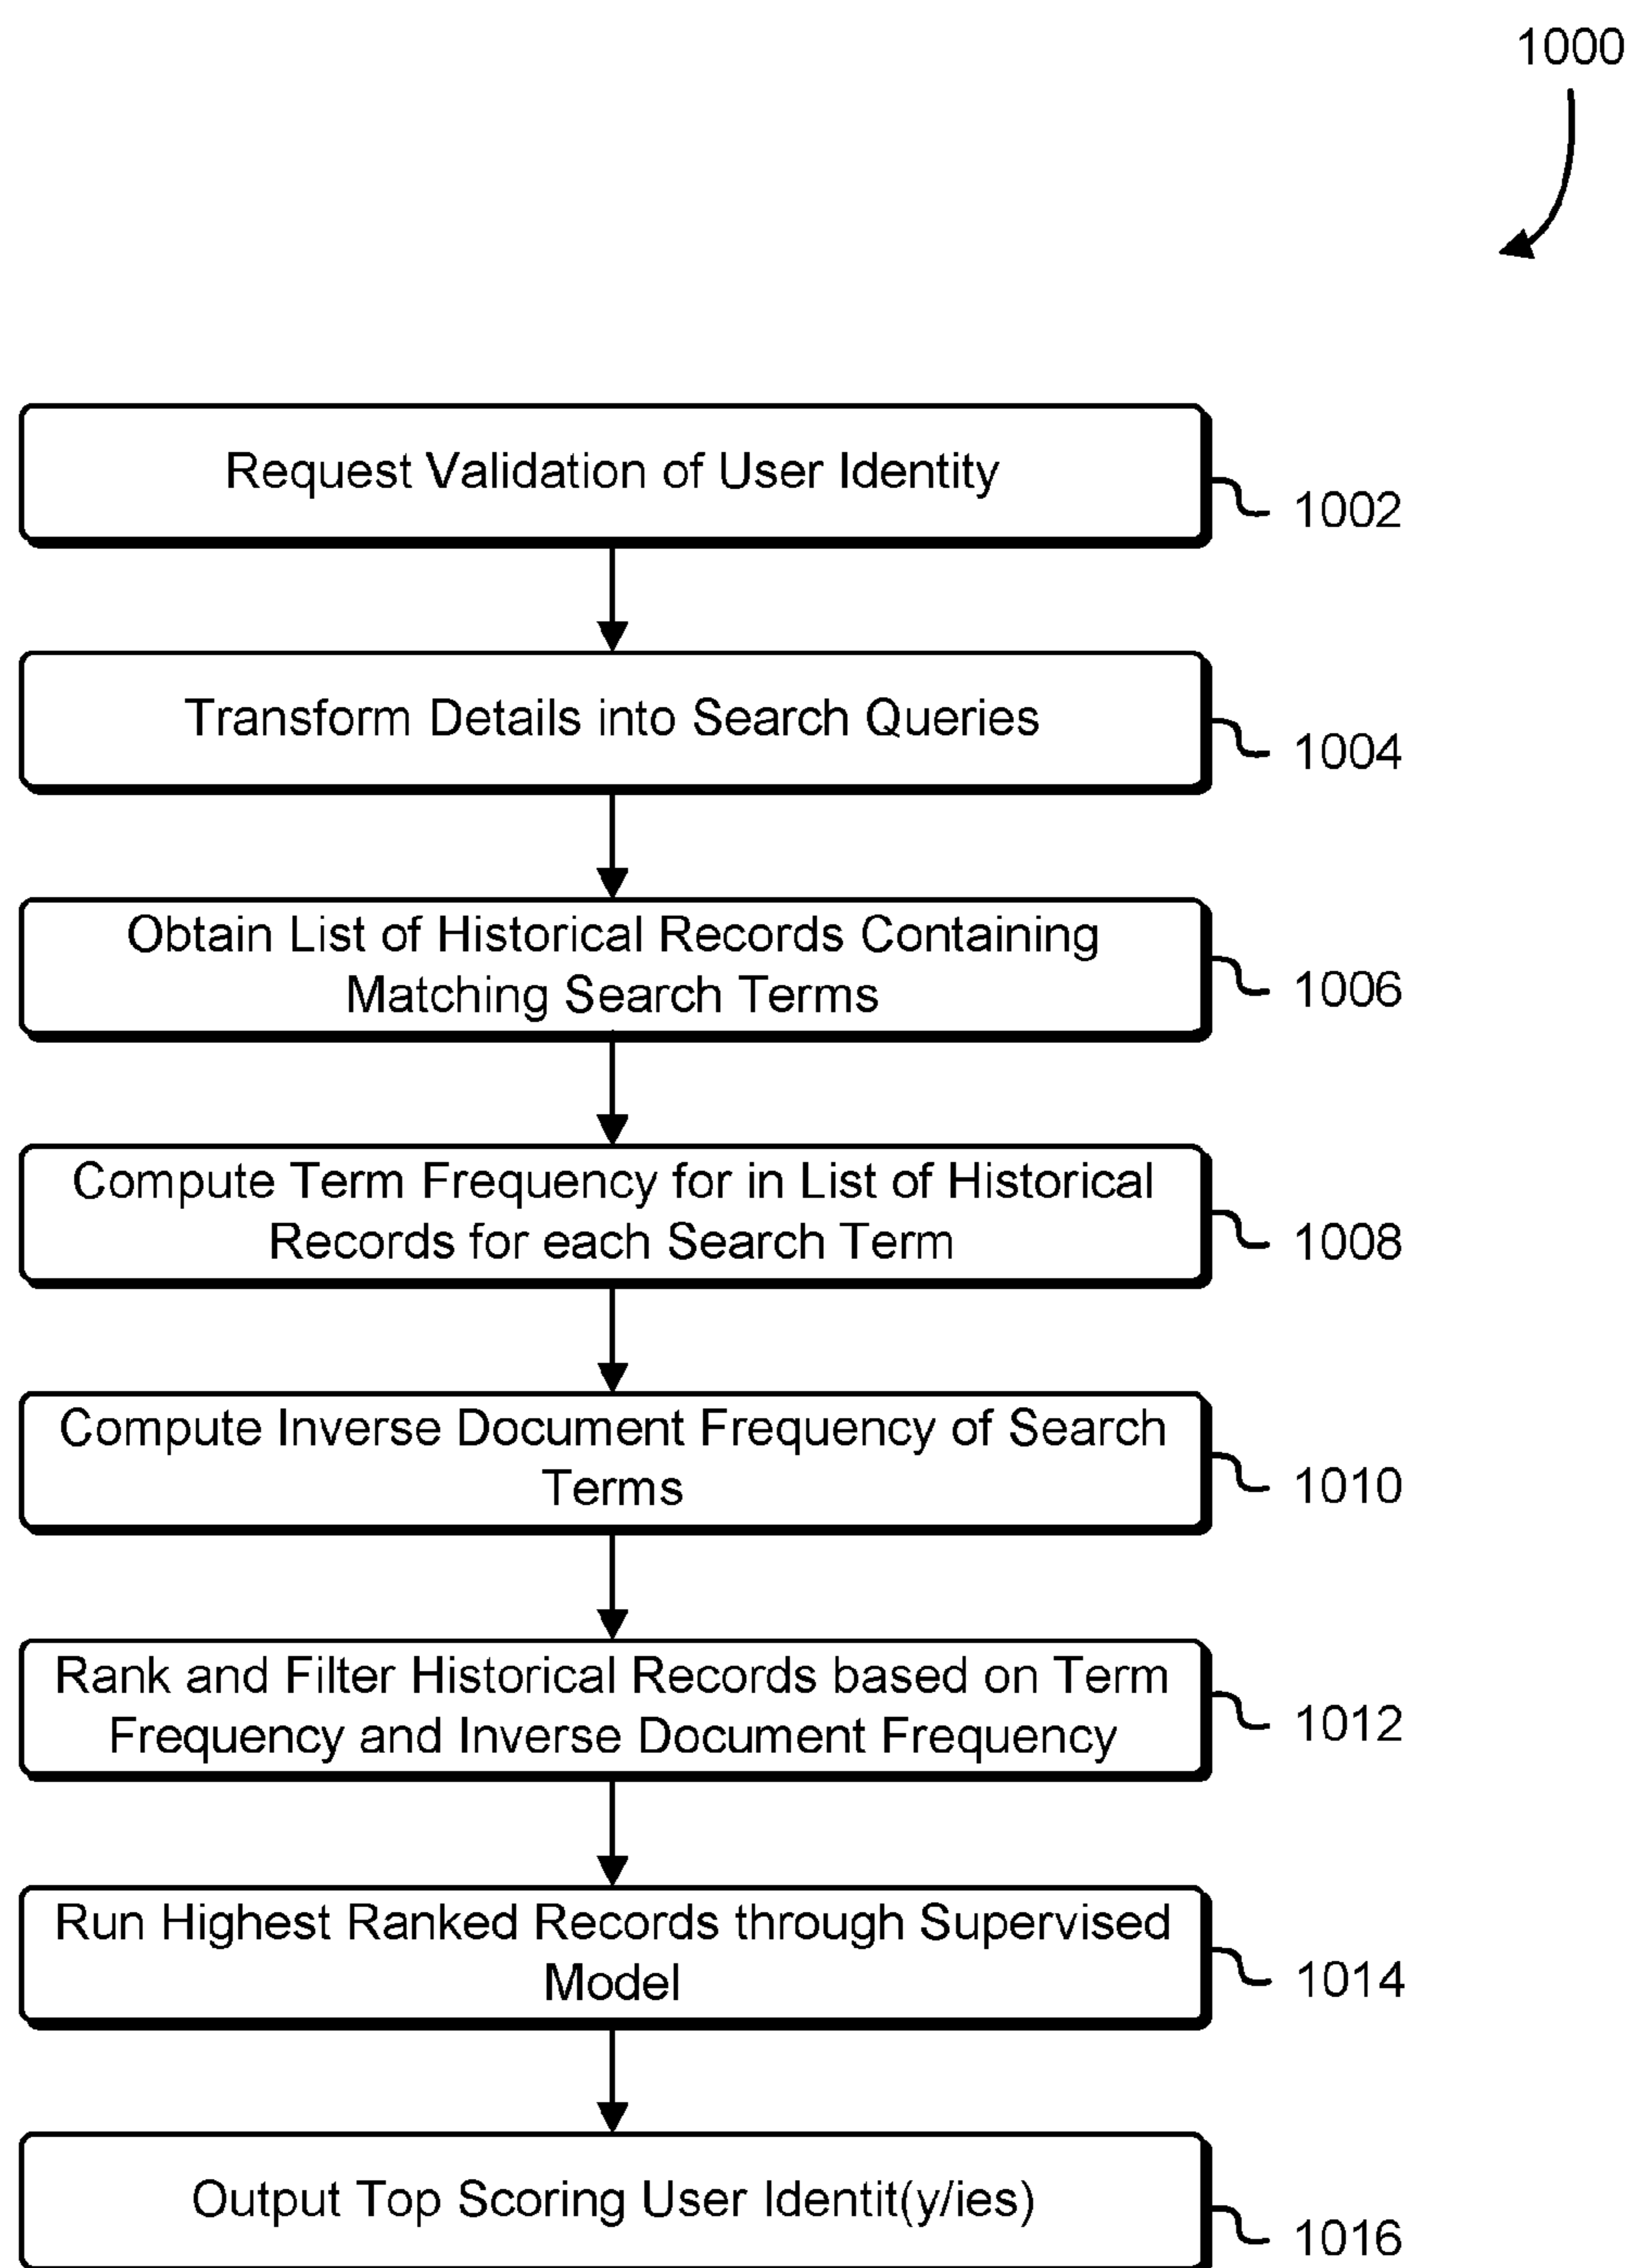 1000
Request Validation of User Identity
1002
Transform Details into Search Queries
1004
Obtain List of Historical Records Containing
Matching Search Terms
1006
Compute Term Frequency for in List of Historical
Records for each Search Term
1008
Compute Inverse Document Frequency of Search
Terms
1010
Rank and Filter Historical Records based on Term
Frequency and Inverse Document Frequency
1012
Run Highest Ranked Records through Supervised
Model
1014
Output Top Scoring User Identit(y/ies)
1016